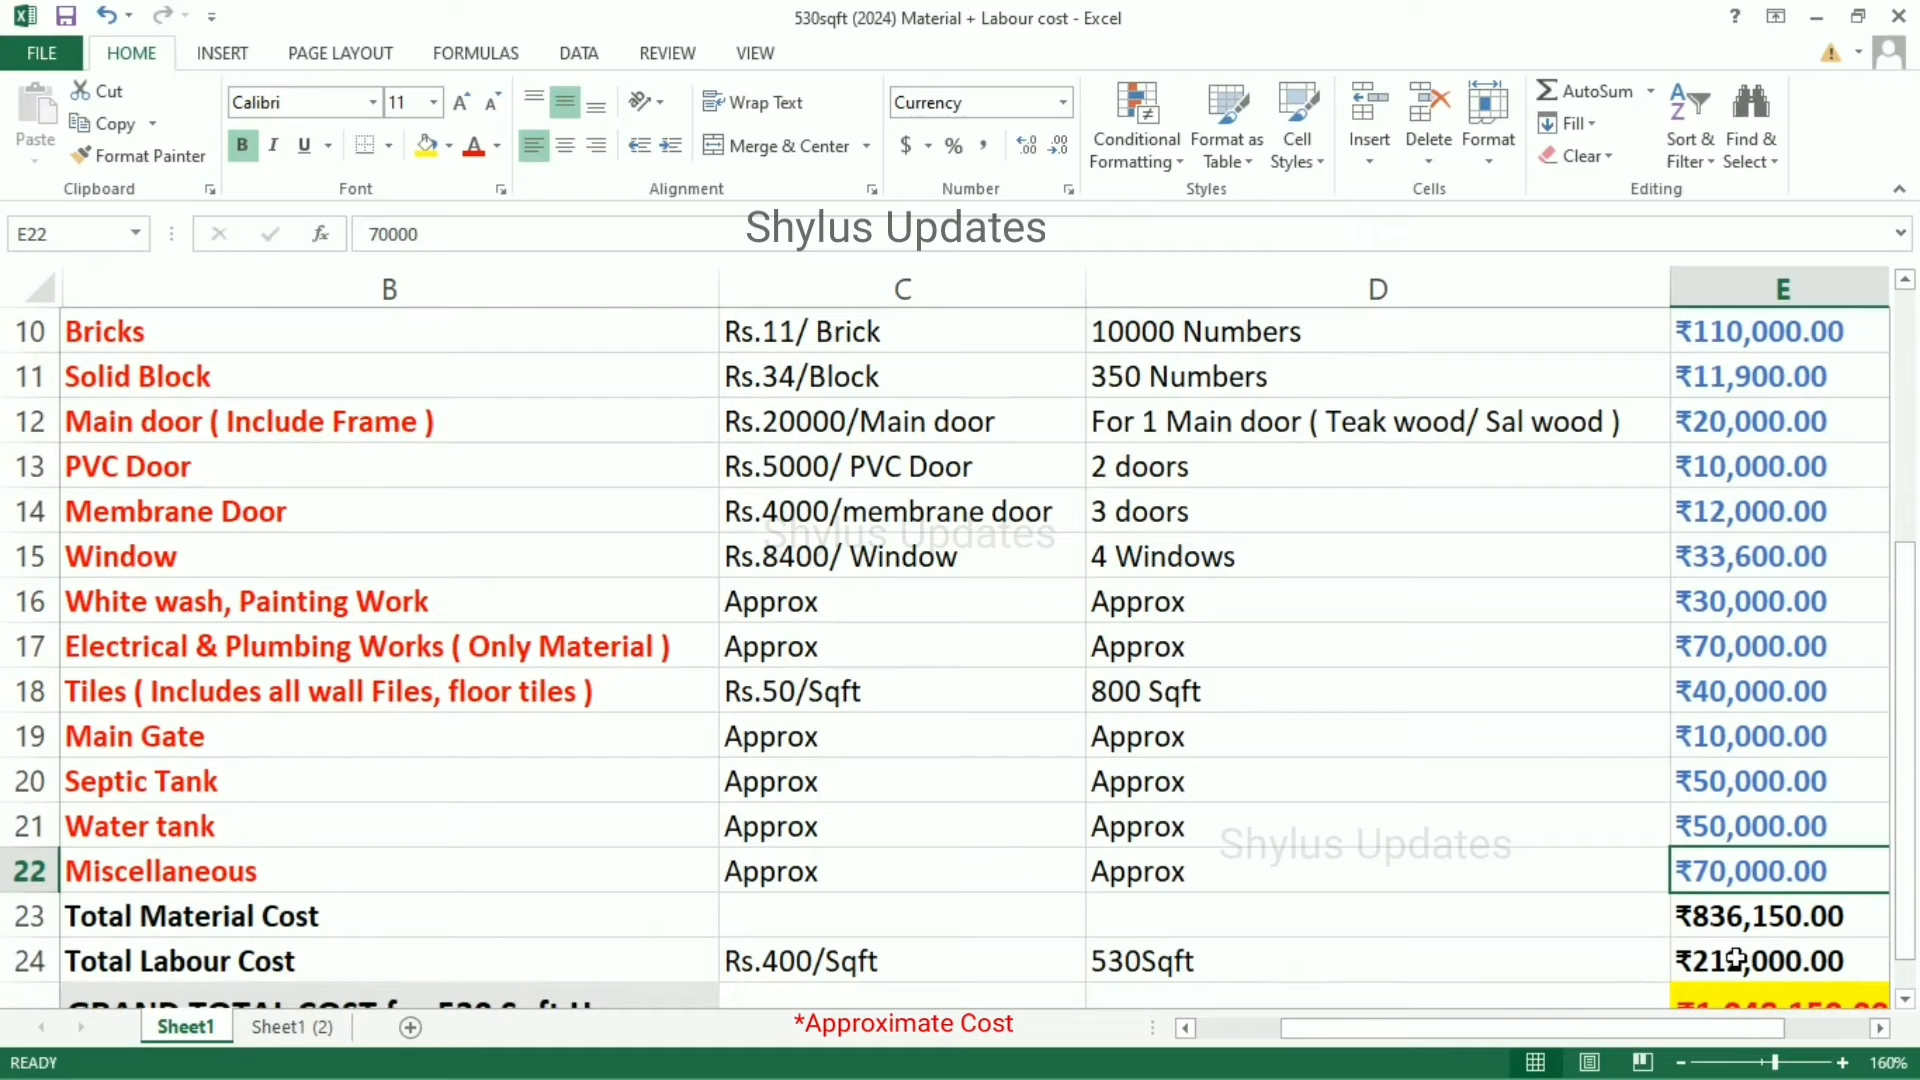 530sqft (2024) Material + Labour cost - Excel
FILE HOME INSERT PAGE LAYOUT FORMULAS DATA REVIEW VIEW
Paste
Cut
Copy
Format Painter
Clipboard
Calibri 11
B I U
Font
Wrap Text
Merge & Center
Alignment
Currency
$ % ,
Number
Conditional Formatting
Format as Table
Cell Styles
Styles
Insert Delete Format
Cells
AutoSum
Fill
Clear
Sort & Filter
Find & Select
Editing
E22 fx 70000
Shylus Updates
B C D E
10 Bricks Rs.11/ Brick 10000 Numbers ₹110,000.00
11 Solid Block Rs.34/Block 350 Numbers ₹11,900.00
12 Main door ( Include Frame ) Rs.20000/Main door For 1 Main door ( Teak wood/ Sal wood ) ₹20,000.00
13 PVC Door Rs.5000/ PVC Door 2 doors ₹10,000.00
14 Membrane Door Rs.4000/membrane door 3 doors ₹12,000.00
Shylus Updates
15 Window Rs.8400/ Window 4 Windows ₹33,600.00
16 White wash, Painting Work Approx Approx ₹30,000.00
17 Electrical & Plumbing Works ( Only Material ) Approx Approx ₹70,000.00
18 Tiles ( Includes all wall Files, floor tiles ) Rs.50/Sqft 800 Sqft ₹40,000.00
19 Main Gate Approx Approx ₹10,000.00
20 Septic Tank Approx Approx ₹50,000.00
21 Water tank Approx Approx ₹50,000.00
Shylus Updates
22 Miscellaneous Approx Approx ₹70,000.00
23 Total Material Cost ₹836,150.00
24 Total Labour Cost Rs.400/Sqft 530Sqft ₹212,000.00
GRAND TOTAL COST for 530 Sqft
Sheet1 Sheet1 (2)
*Approximate Cost
READY 160%